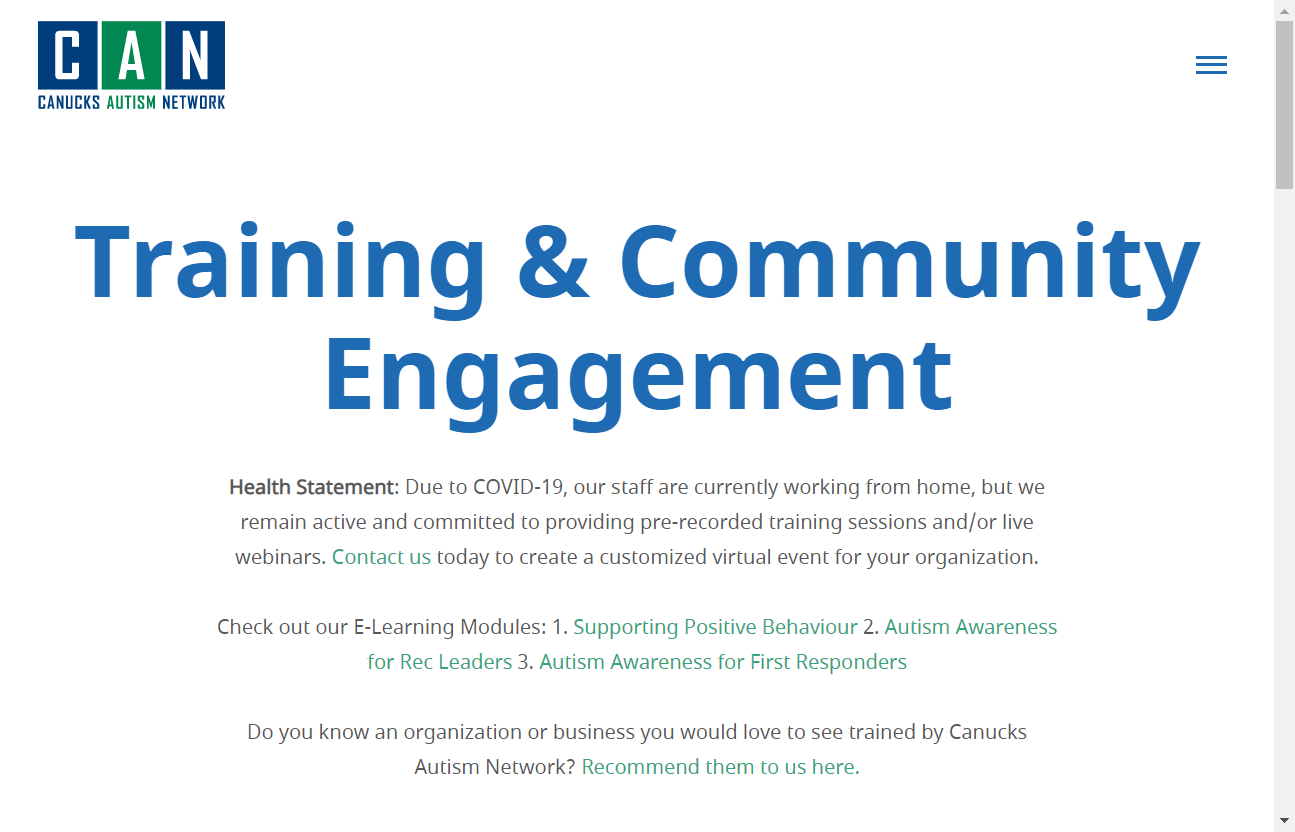 CAN
CANUCKS AUTISM NETWORK
Training & Community
Engagement
Health Statement: Due to COVID-19, our staff are currently working from home, but we
remain active and committed to providing pre-recorded training sessions and/or live
webinars. Contact us today to create a customized virtual event for your organization.
Check out our E-Learning Modules: 1. Supporting Positive Behaviour 2. Autism Awareness
for Rec Leaders 3. Autism Awareness for First Responders
Do you know an organization or business you would love to see trained by Canucks
Autism Network? Recommend them to us here.